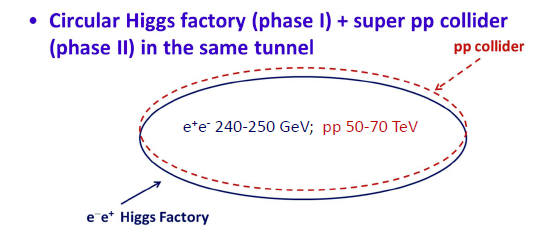 • Circular Higgs factory (phase I) + super pp collider
(phase II) in the same tunnel
pp collider
e⁺e⁻ 240-250 GeV; pp 50-70 TeV
e⁻e⁺ Higgs Factory